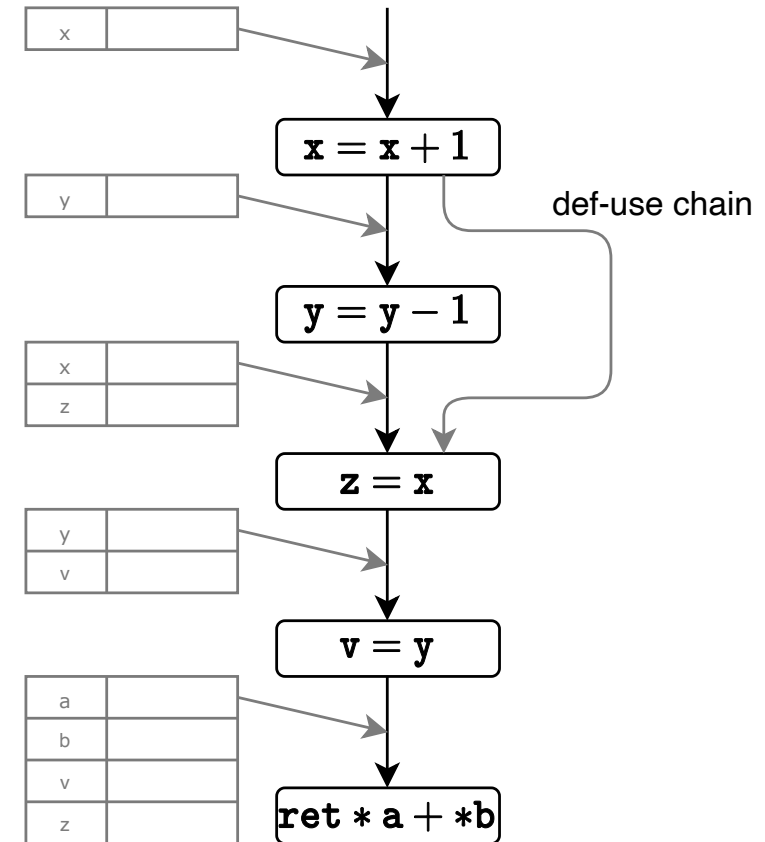 x
x = x + 1
y
def-use chain
y = y − 1
x
z
z = x
y
v
v = y
a
b
v
z
ret * a + *b